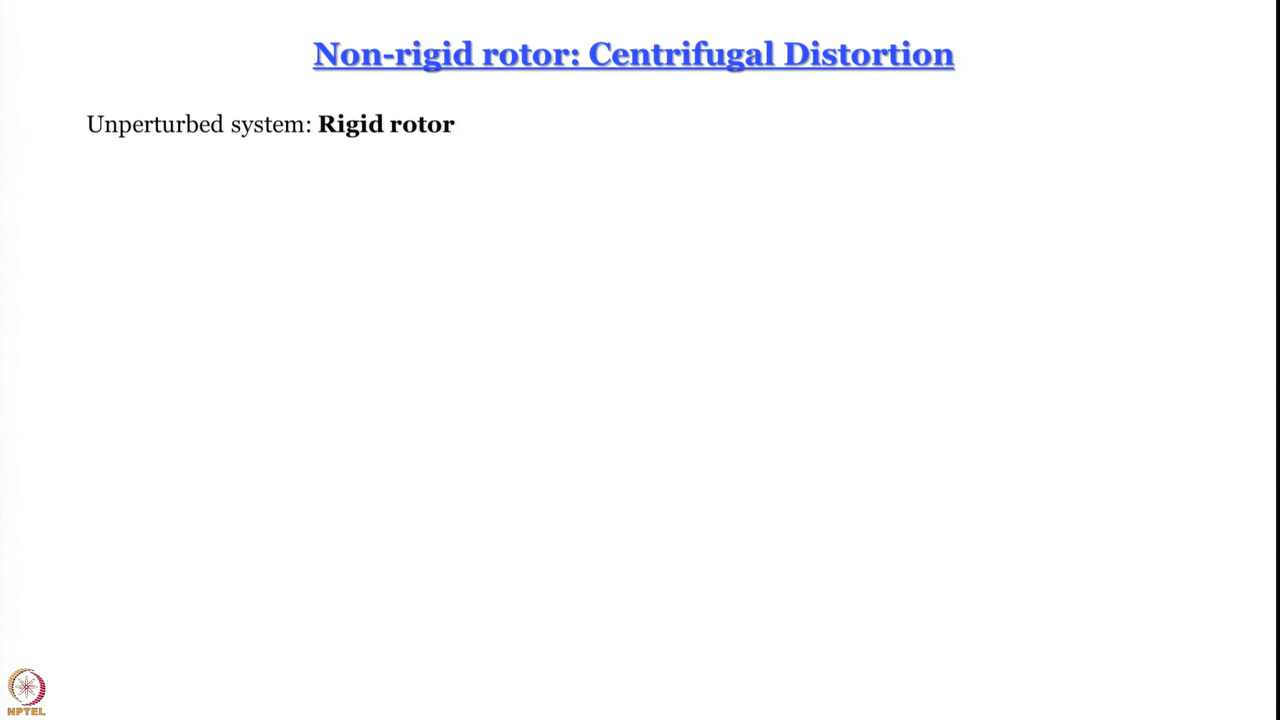 Non-rigid rotor: Centrifugal Distortion
Unperturbed system: Rigid rotor
NPTEL